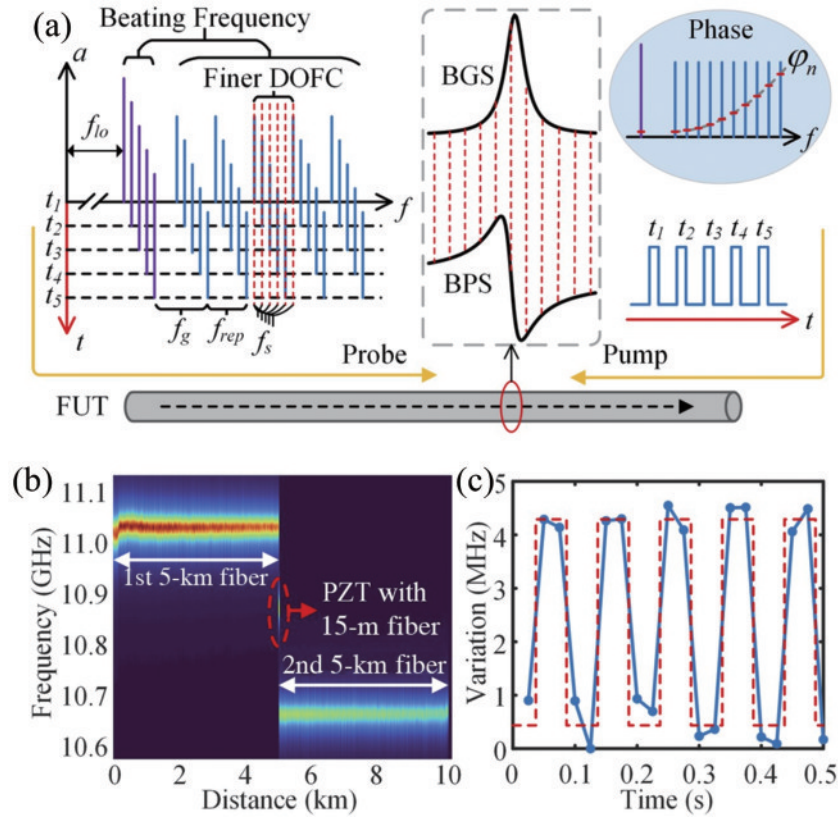 (a)
a
Beating Frequency
Finer DOFC
f_lo
t_1
t_2
t_3
t_4
t_5
t
f
f_g
f_rep
f_s
BGS
BPS
Phase
φ_n
f
t_1 t_2 t_3 t_4 t_5
t
Probe
Pump
FUT
(b)
Frequency (GHz)
11.1
11.0
10.9
10.8
10.7
10.6
1st 5-km fiber
PZT with
15-m fiber
2nd 5-km fiber
0 2 4 6 8 10
Distance (km)
(c)
Variation (MHz)
5
4
3
2
1
0
0 0.1 0.2 0.3 0.4 0.5
Time (s)